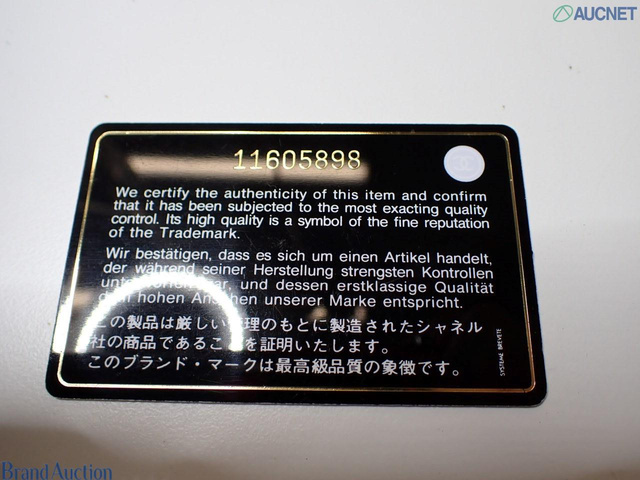 AUCNET
11605898
We certify the authenticity of this item and confirm
that it has been subjected to the most exacting quality
control. Its high quality is a symbol of the fine reputation
of the Trademark.
Wir bestätigen, dass es sich um einen Artikel handelt,
der während seiner Herstellung strengsten Kontrollen
war, und dessen erstklassige Qualität
dem hohen Ansehen unserer Marke entspricht.
この製品は厳しい管理のもとに製造されたシャネル
社の商品であることを証明いたします。
このブランド・マークは最高級品質の象徴です。
SYSTEME BREVETE
Brand Auction